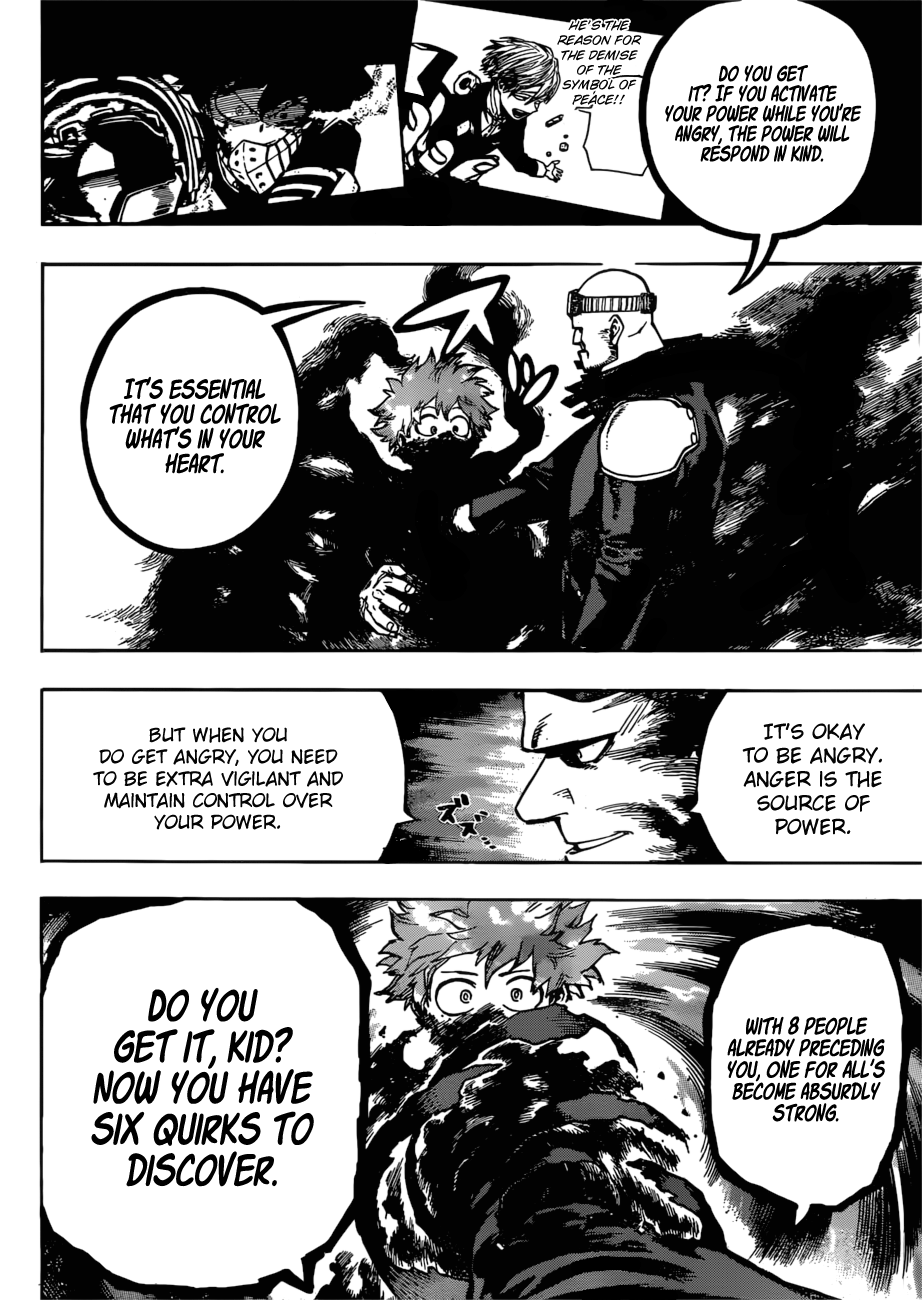 DO YOU GET
IT? IF YOU ACTIVATE
YOUR POWER WHILE YOU'RE
ANGRY, THE POWER WILL
RESPOND IN KIND.
HE'S THE
REASON FOR
THE DEMISE
OF THE
SYMBOL OF
PEACE!!
IT'S ESSENTIAL
THAT YOU CONTROL
WHAT'S IN YOUR
HEART.
IT'S OKAY
TO BE ANGRY.
ANGER IS THE
SOURCE OF
POWER.
ズズ...
BUT WHEN YOU
DO GET ANGRY, YOU NEED
TO BE EXTRA VIGILANT AND
MAINTAIN CONTROL OVER
YOUR POWER.
WITH 8 PEOPLE
ALREADY PRECEDING
YOU, ONE FOR ALL'S
BECOME ABSURDLY
STRONG.
DO YOU
GET IT, KID?
NOW YOU HAVE
SIX QUIRKS TO
DISCOVER.